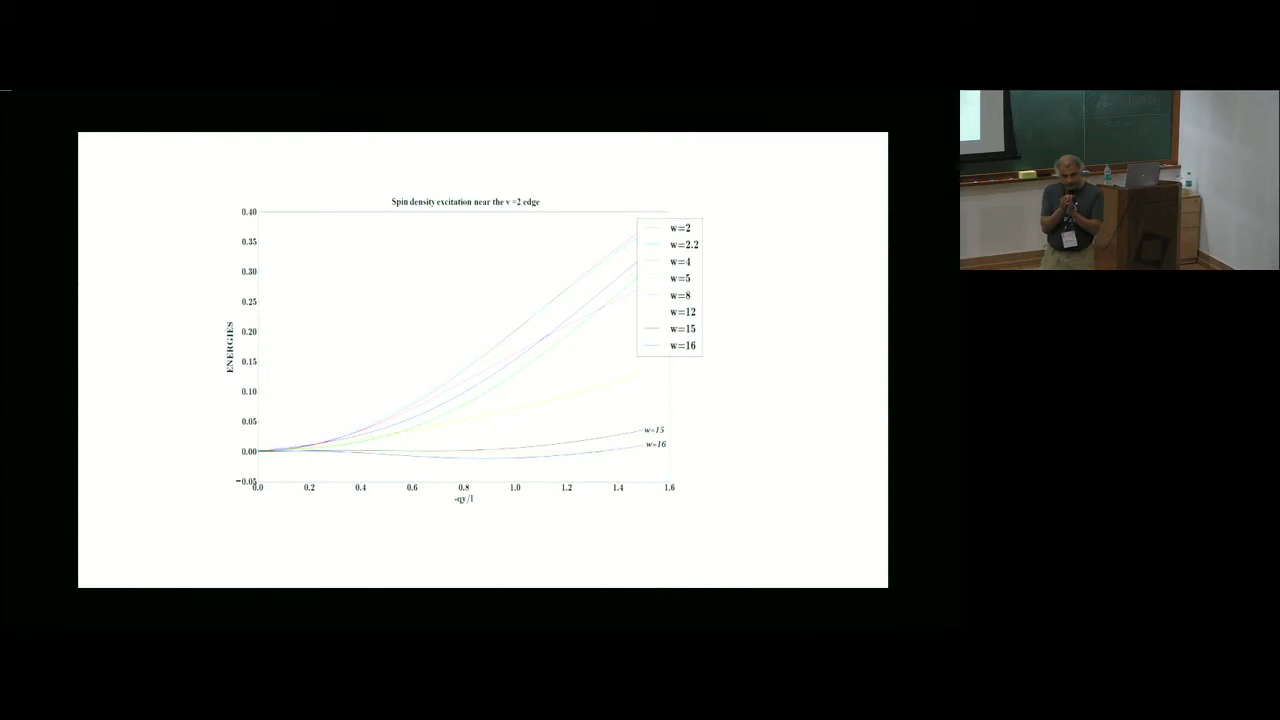 Spin density excitation near the ν =2 edge
0.40
0.35
0.30
0.25
0.20
0.15
0.10
0.05
0.00
−0.05
ENERGIES
0.0 0.2 0.4 0.6 0.8 1.0 1.2 1.4 1.6
-qy/l
w=2
w=2.2
w=4
w=5
w=8
w=12
w=15
w=16
w=15
w=16